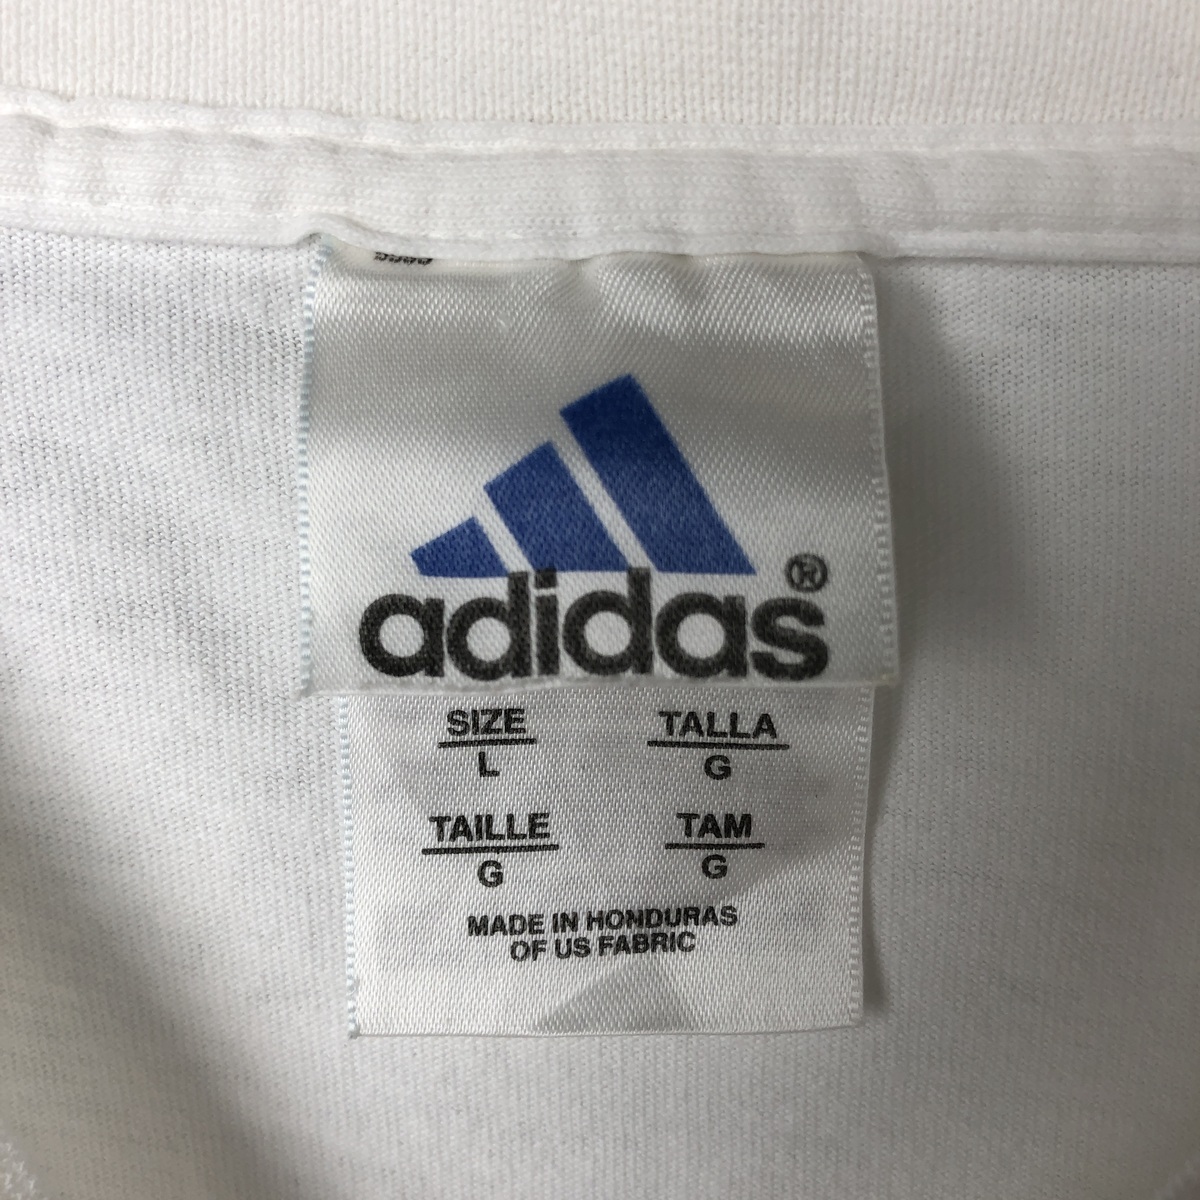 adidas®
SIZE TALLA
L G
TAILLE TAM
G G
MADE IN HONDURAS
OF US FABRIC